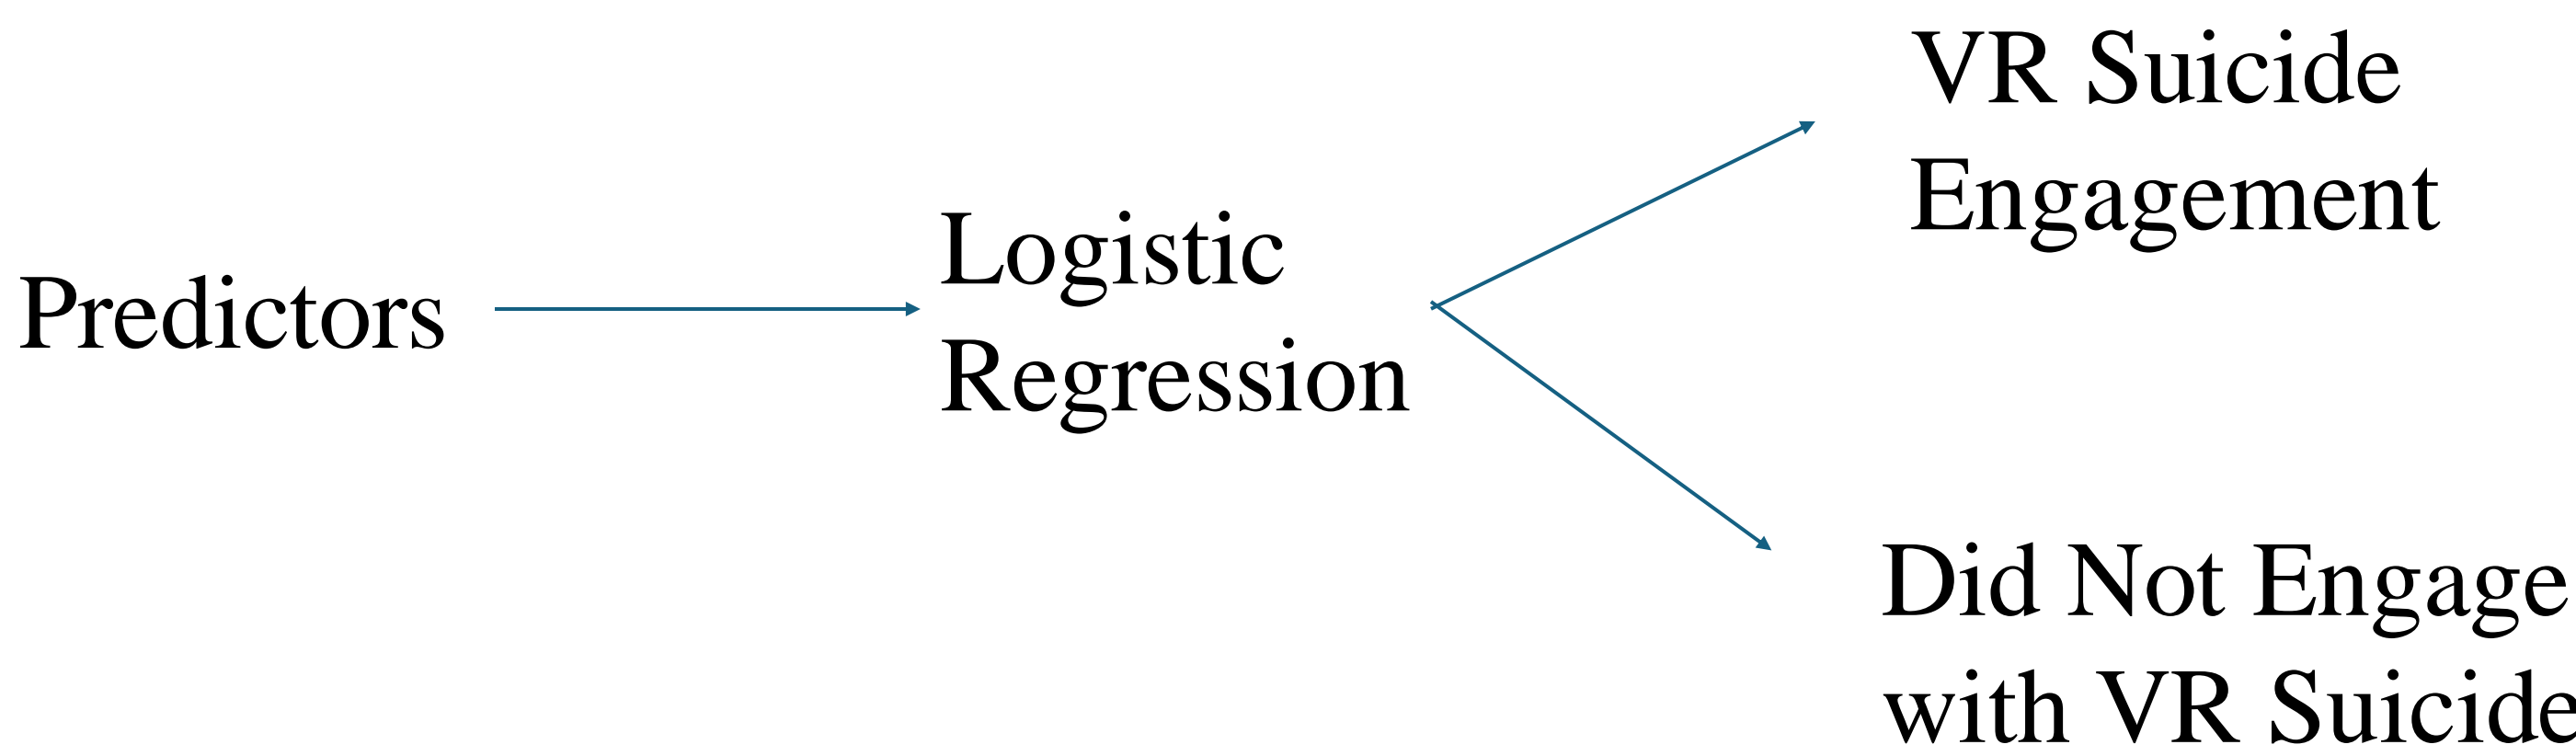 Predictors
Logistic
Regression
VR Suicide
Engagement
Did Not Engage
with VR Suicide